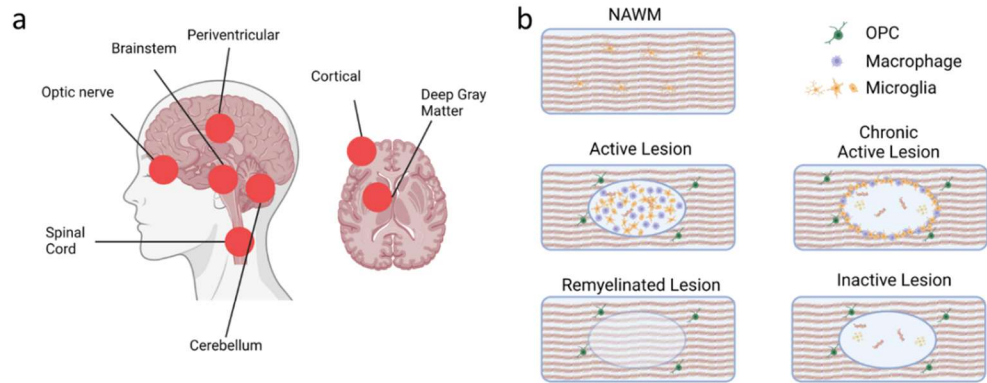 a
Periventricular
Brainstem
Optic nerve
Spinal
Cord
Cerebellum
Cortical
Deep Gray
Matter
b
NAWM
OPC
Macrophage
Microglia
Active Lesion
Chronic
Active Lesion
Remyelinated Lesion
Inactive Lesion